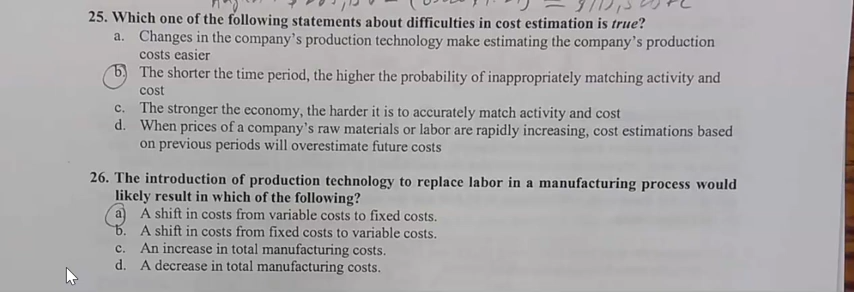 25. Which one of the following statements about difficulties in cost estimation is true?
a. Changes in the company's production technology make estimating the company's production
costs easier
b. The shorter the time period, the higher the probability of inappropriately matching activity and
cost
c. The stronger the economy, the harder it is to accurately match activity and cost
d. When prices of a company's raw materials or labor are rapidly increasing, cost estimations based
on previous periods will overestimate future costs
26. The introduction of production technology to replace labor in a manufacturing process would
likely result in which of the following?
a) A shift in costs from variable costs to fixed costs.
b. A shift in costs from fixed costs to variable costs.
c. An increase in total manufacturing costs.
d. A decrease in total manufacturing costs.